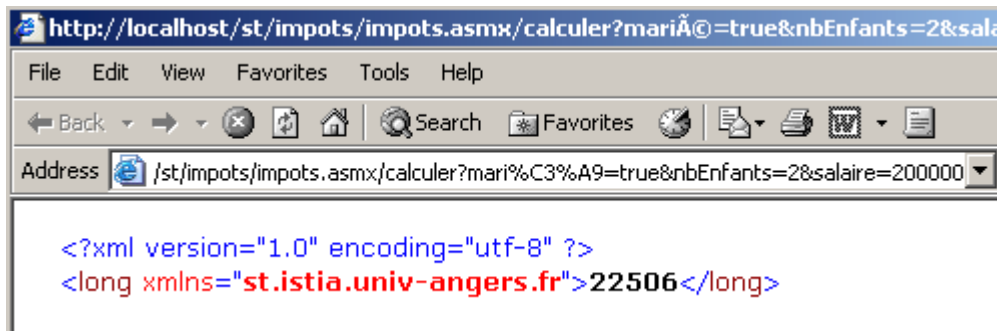 http://localhost/st/impots/impots.asmx/calculer?mariÃ©=true&nbEnfants=2&sala
File Edit View Favorites Tools Help
Back Search Favorites
Address /st/impots/impots.asmx/calculer?mari%C3%A9=true&nbEnfants=2&salaire=200000
<?xml version="1.0" encoding="utf-8" ?>
<long xmlns="st.istia.univ-angers.fr">22506</long>